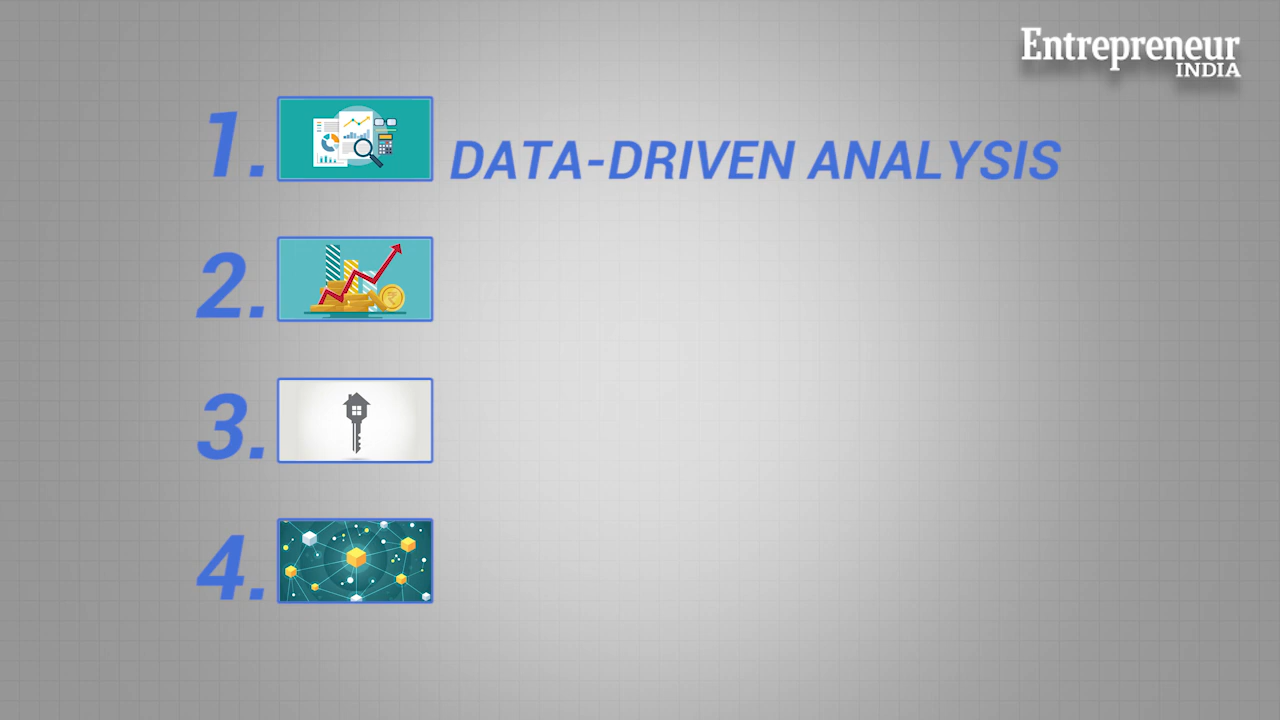 Entrepreneur
INDIA
1. DATA-DRIVEN ANALYSIS
2.
3.
4.